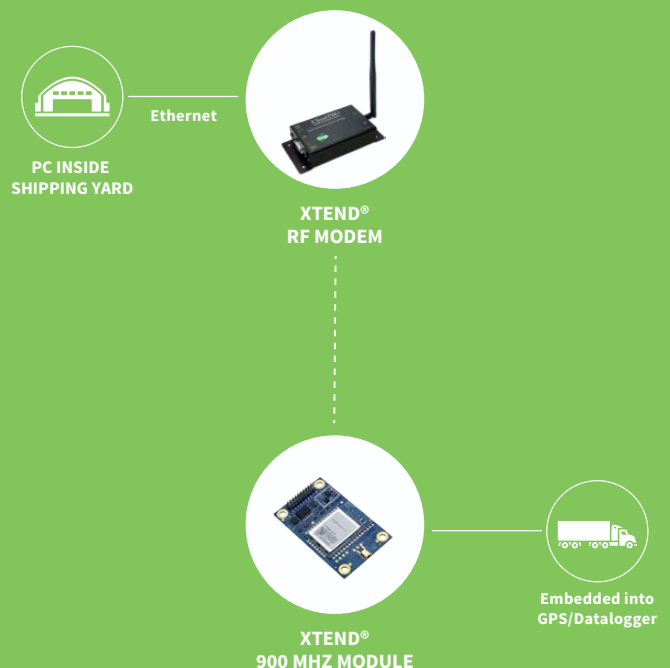 Ethernet
PC INSIDE
SHIPPING YARD
XTEND®
RF MODEM
Embedded into
GPS/Datalogger
XTEND®
900 MHZ MODULE